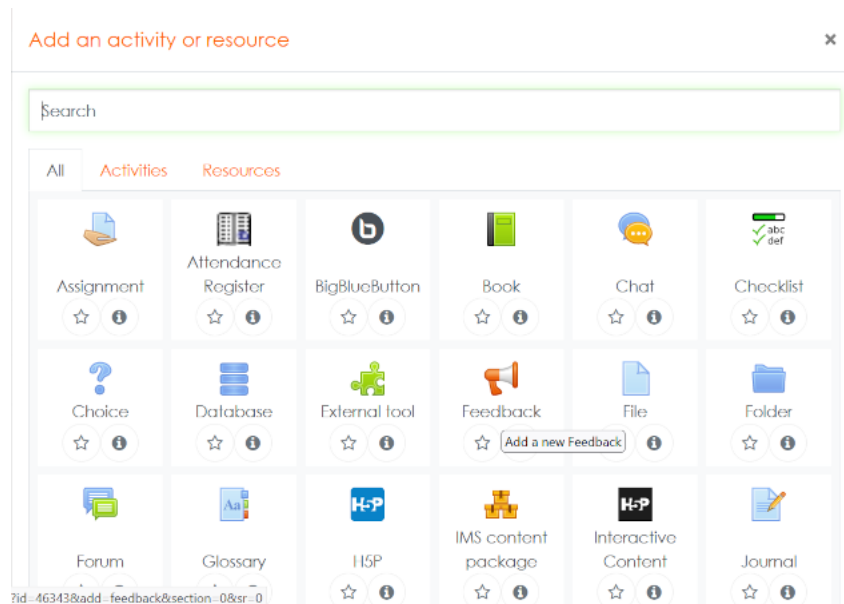 Add an activity or resource ×
Search
All Activities Resources
b abc
def
Attendance
Assignment Register BigBlueButton Book Chat Checklist
?
Choice Database External tool Feedback File Folder
Add a new Feedback
Aa H-P H-P
IMS content Interactive
Forum Glossary H5P package Content Journal
?id=46343&add=feedback&section=0&sr=0